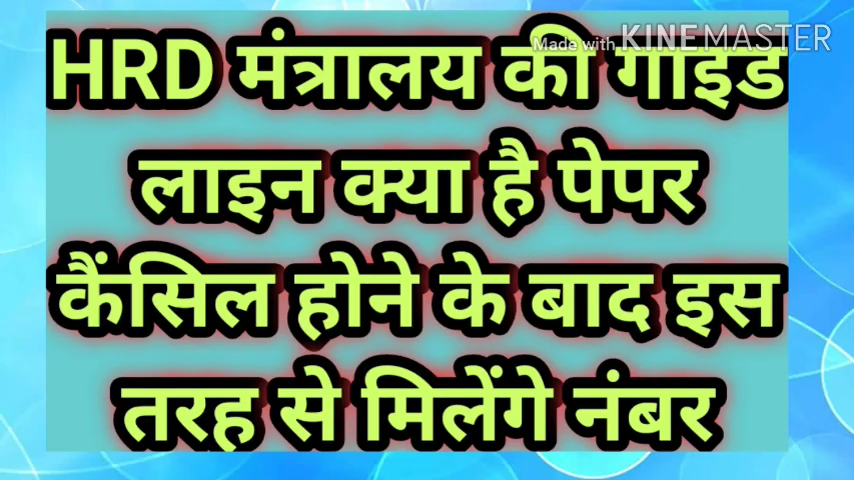 Made with KINEMASTER
HRD मंत्रालय की गाइड
लाइन क्या है पेपर
कैंसिल होने के बाद इस
तरह से मिलेंगे नंबर